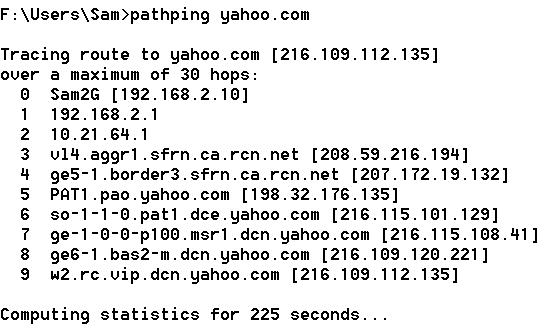 F:\Users\Sam>pathping yahoo.com
Tracing route to yahoo.com [216.109.112.135]
over a maximum of 30 hops:
0 Sam2G [192.168.2.10]
1 192.168.2.1
2 10.21.64.1
3 vl4.aggr1.sfrn.ca.rcn.net [208.59.216.194]
4 ge5-1.border3.sfrn.ca.rcn.net [207.172.19.132]
5 PAT1.pao.yahoo.com [198.32.176.135]
6 so-1-1-0.pat1.dce.yahoo.com [216.115.101.129]
7 ge-1-0-0-p100.msr1.dcn.yahoo.com [216.115.108.41]
8 ge6-1.bas2-m.dcn.yahoo.com [216.109.120.221]
9 w2.rc.vip.dcn.yahoo.com [216.109.112.135]
Computing statistics for 225 seconds...